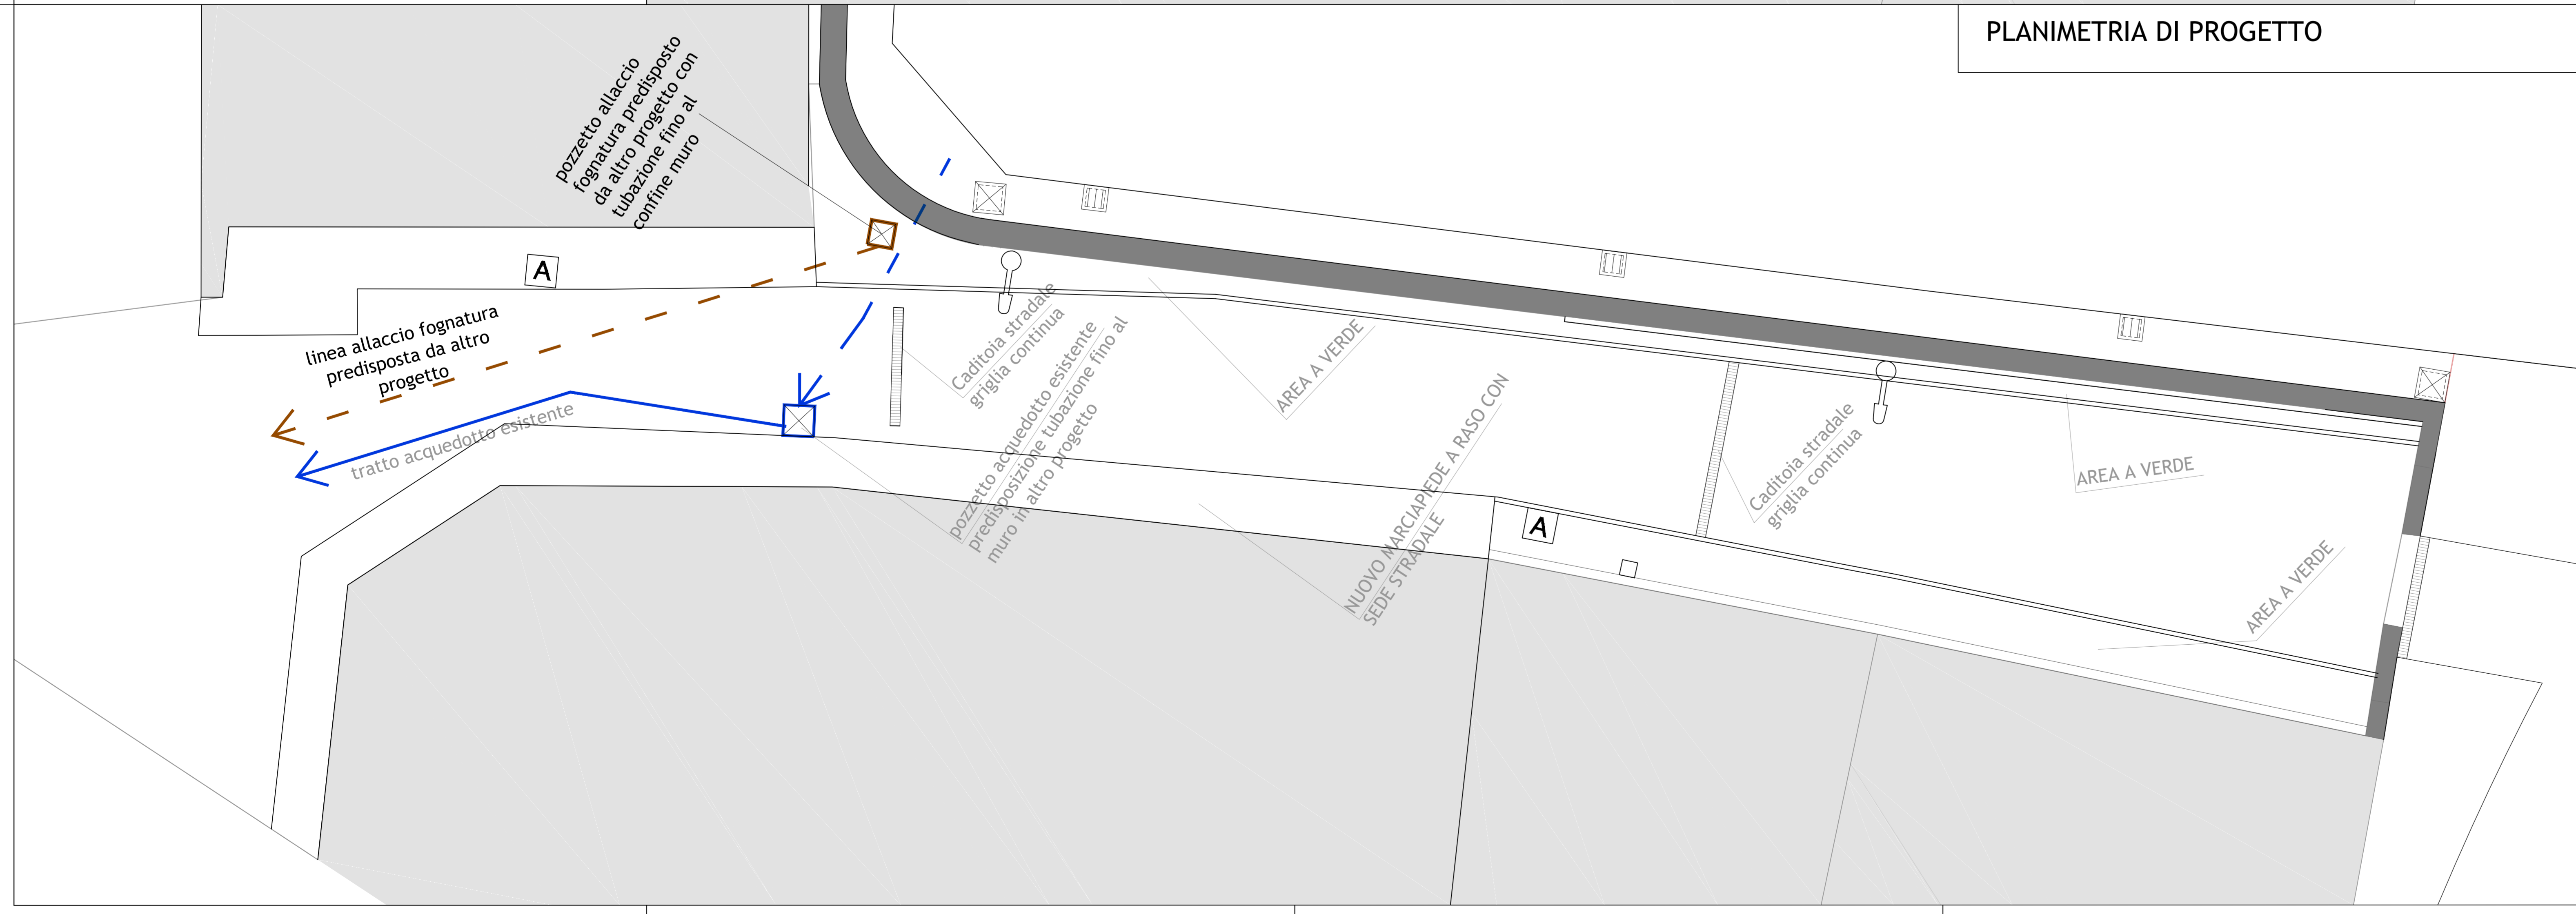 PLANIMETRIA DI PROGETTO
pozzetto allaccio
fognatura predisposto
da altro progetto con
tubazione fino al
confine muro
A
linea allaccio fognatura
predisposta da altro
progetto
tratto acquedotto esistente
Caditoia stradale
griglia continua
pozzetto acquedotto esistente
predisposizione tubazione fino al
muro in altro progetto
AREA A VERDE
NUOVO MARCIAPIEDE A RASO CON
SEDE STRADALE
A
Caditoia stradale
griglia continua
AREA A VERDE
AREA A VERDE